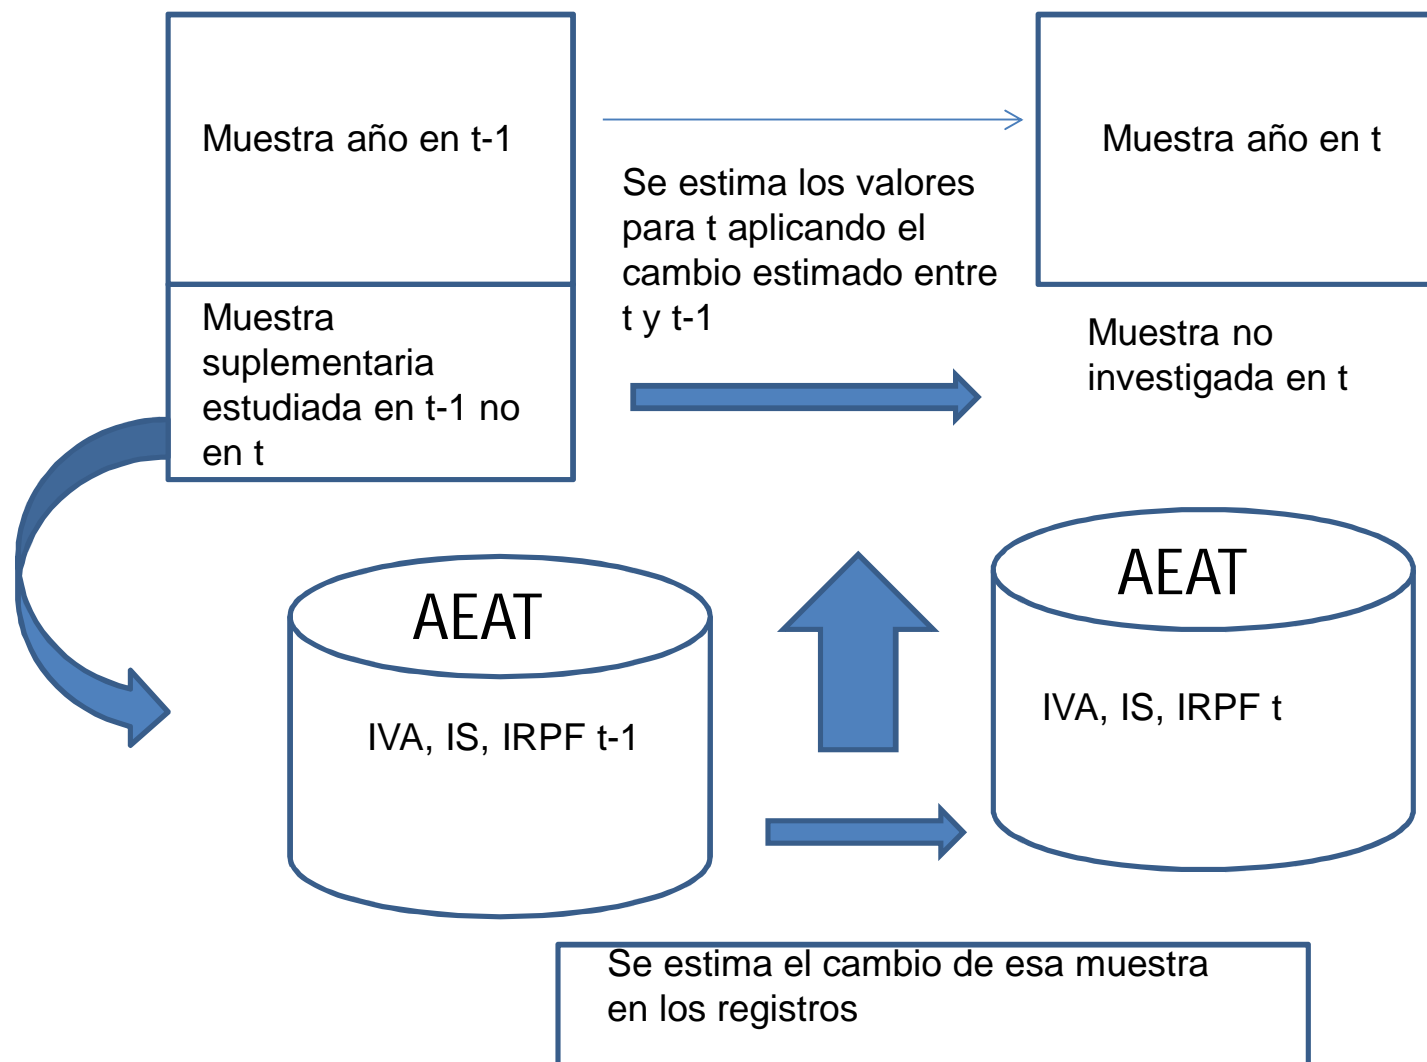 Muestra año en t-1
Se estima los valores
para t aplicando el
cambio estimado entre
t y t-1
Muestra año en t
Muestra
suplementaria
estudiada en t-1 no
en t
Muestra no
investigada en t
AEAT
IVA, IS, IRPF t-1
AEAT
IVA, IS, IRPF t
Se estima el cambio de esa muestra
en los registros